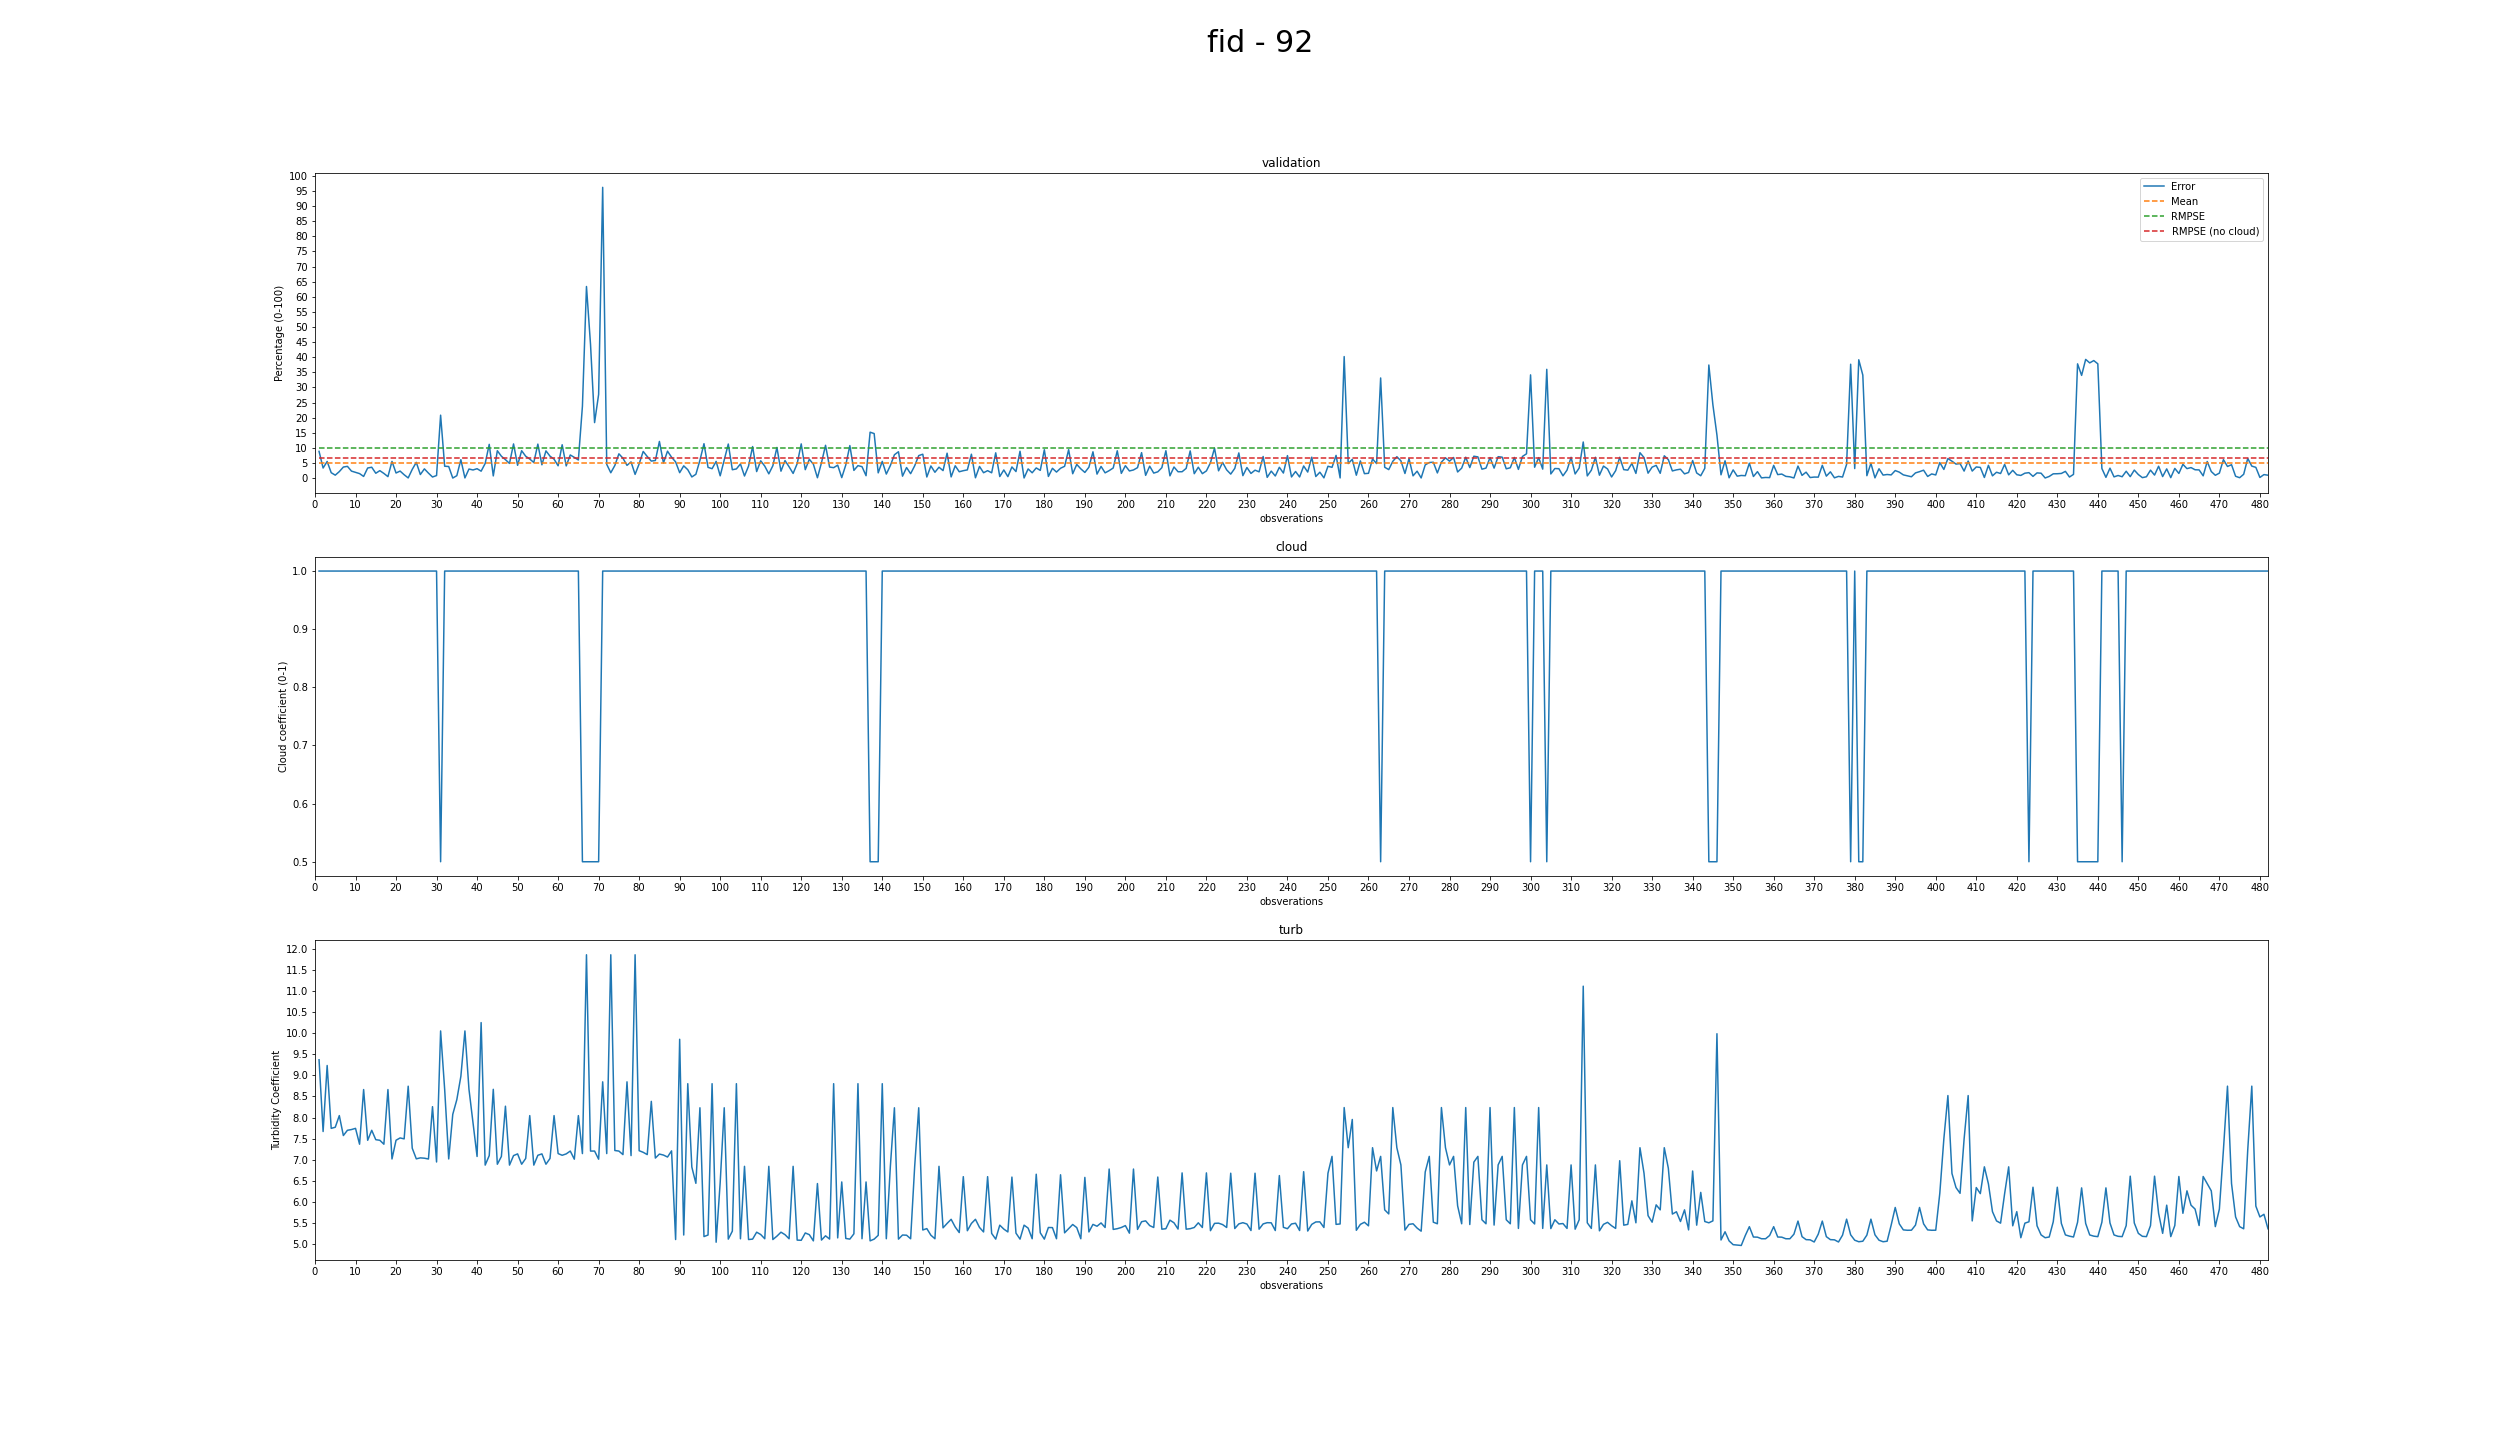 fid - 92
validation
Percentage (0-100)
100
95
90
85
80
75
70
65
60
55
50
45
40
35
30
25
20
15
10
5
0
Error
Mean
RMPSE
RMPSE (no cloud)
0 10 20 30 40 50 60 70 80 90 100 110 120 130 140 150 160 170 180 190 200 210 220 230 240 250 260 270 280 290 300 310 320 330 340 350 360 370 380 390 400 410 420 430 440 450 460 470 480
obsverations
cloud
Cloud coefficient (0-1)
1.0
0.9
0.8
0.7
0.6
0.5
0 10 20 30 40 50 60 70 80 90 100 110 120 130 140 150 160 170 180 190 200 210 220 230 240 250 260 270 280 290 300 310 320 330 340 350 360 370 380 390 400 410 420 430 440 450 460 470 480
obsverations
turb
Turbidity Coefficient
12.0
11.5
11.0
10.5
10.0
9.5
9.0
8.5
8.0
7.5
7.0
6.5
6.0
5.5
5.0
0 10 20 30 40 50 60 70 80 90 100 110 120 130 140 150 160 170 180 190 200 210 220 230 240 250 260 270 280 290 300 310 320 330 340 350 360 370 380 390 400 410 420 430 440 450 460 470 480
obsverations